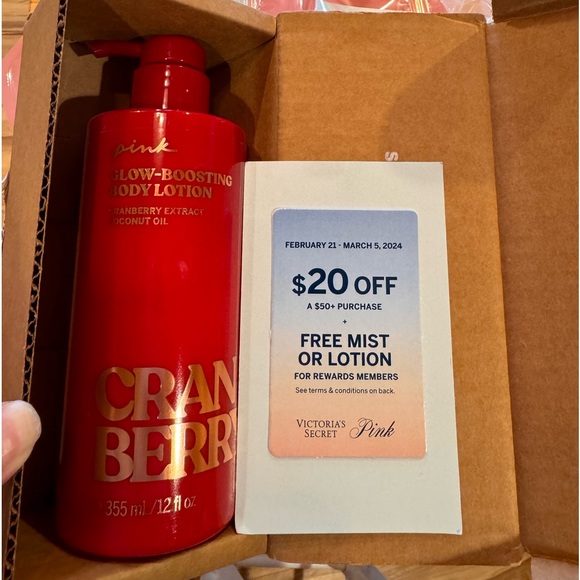 pink
GLOW-BOOSTING
BODY LOTION
CRANBERRY EXTRACT
COCONUT OIL
CRAN
BERR
355 mL/12 fl oz
FEBRUARY 21 - MARCH 5, 2024
$20 OFF
A $50+ PURCHASE
+
FREE MIST
OR LOTION
FOR REWARDS MEMBERS
See terms & conditions on back.
VICTORIA'S
SECRET
Pink